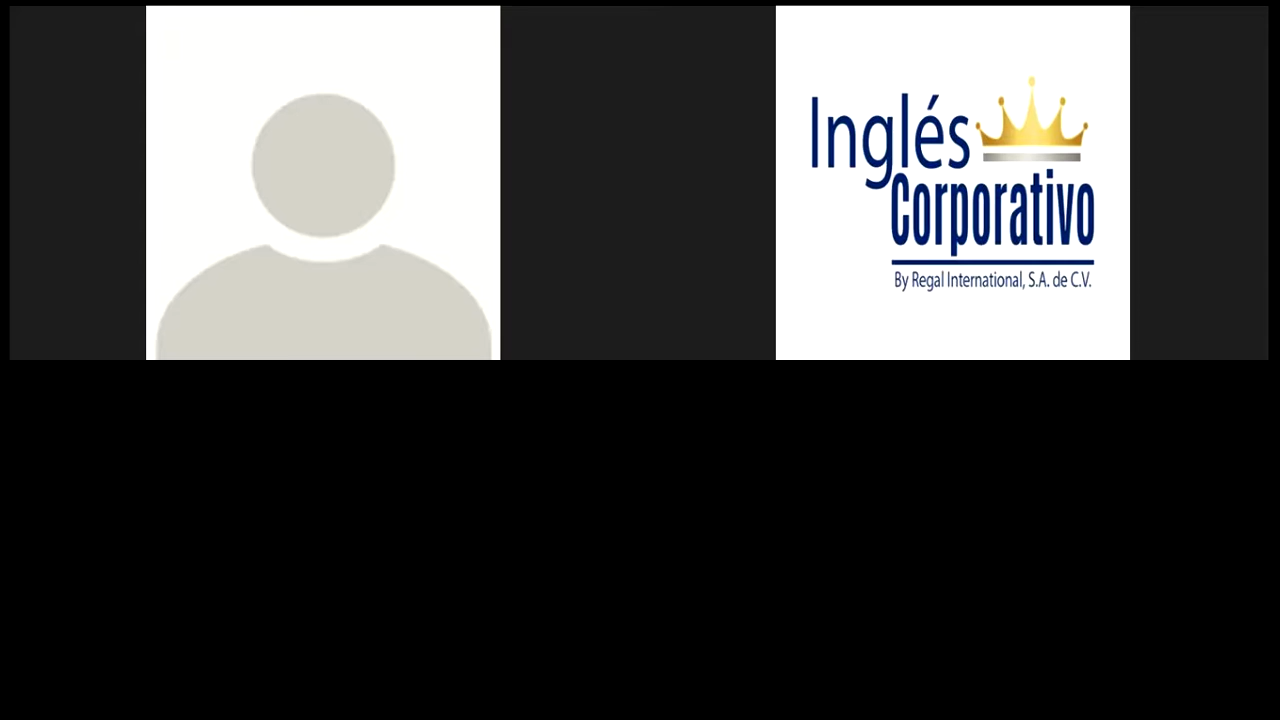 Inglés
Corporativo
By Regal International, S.A. de C.V.